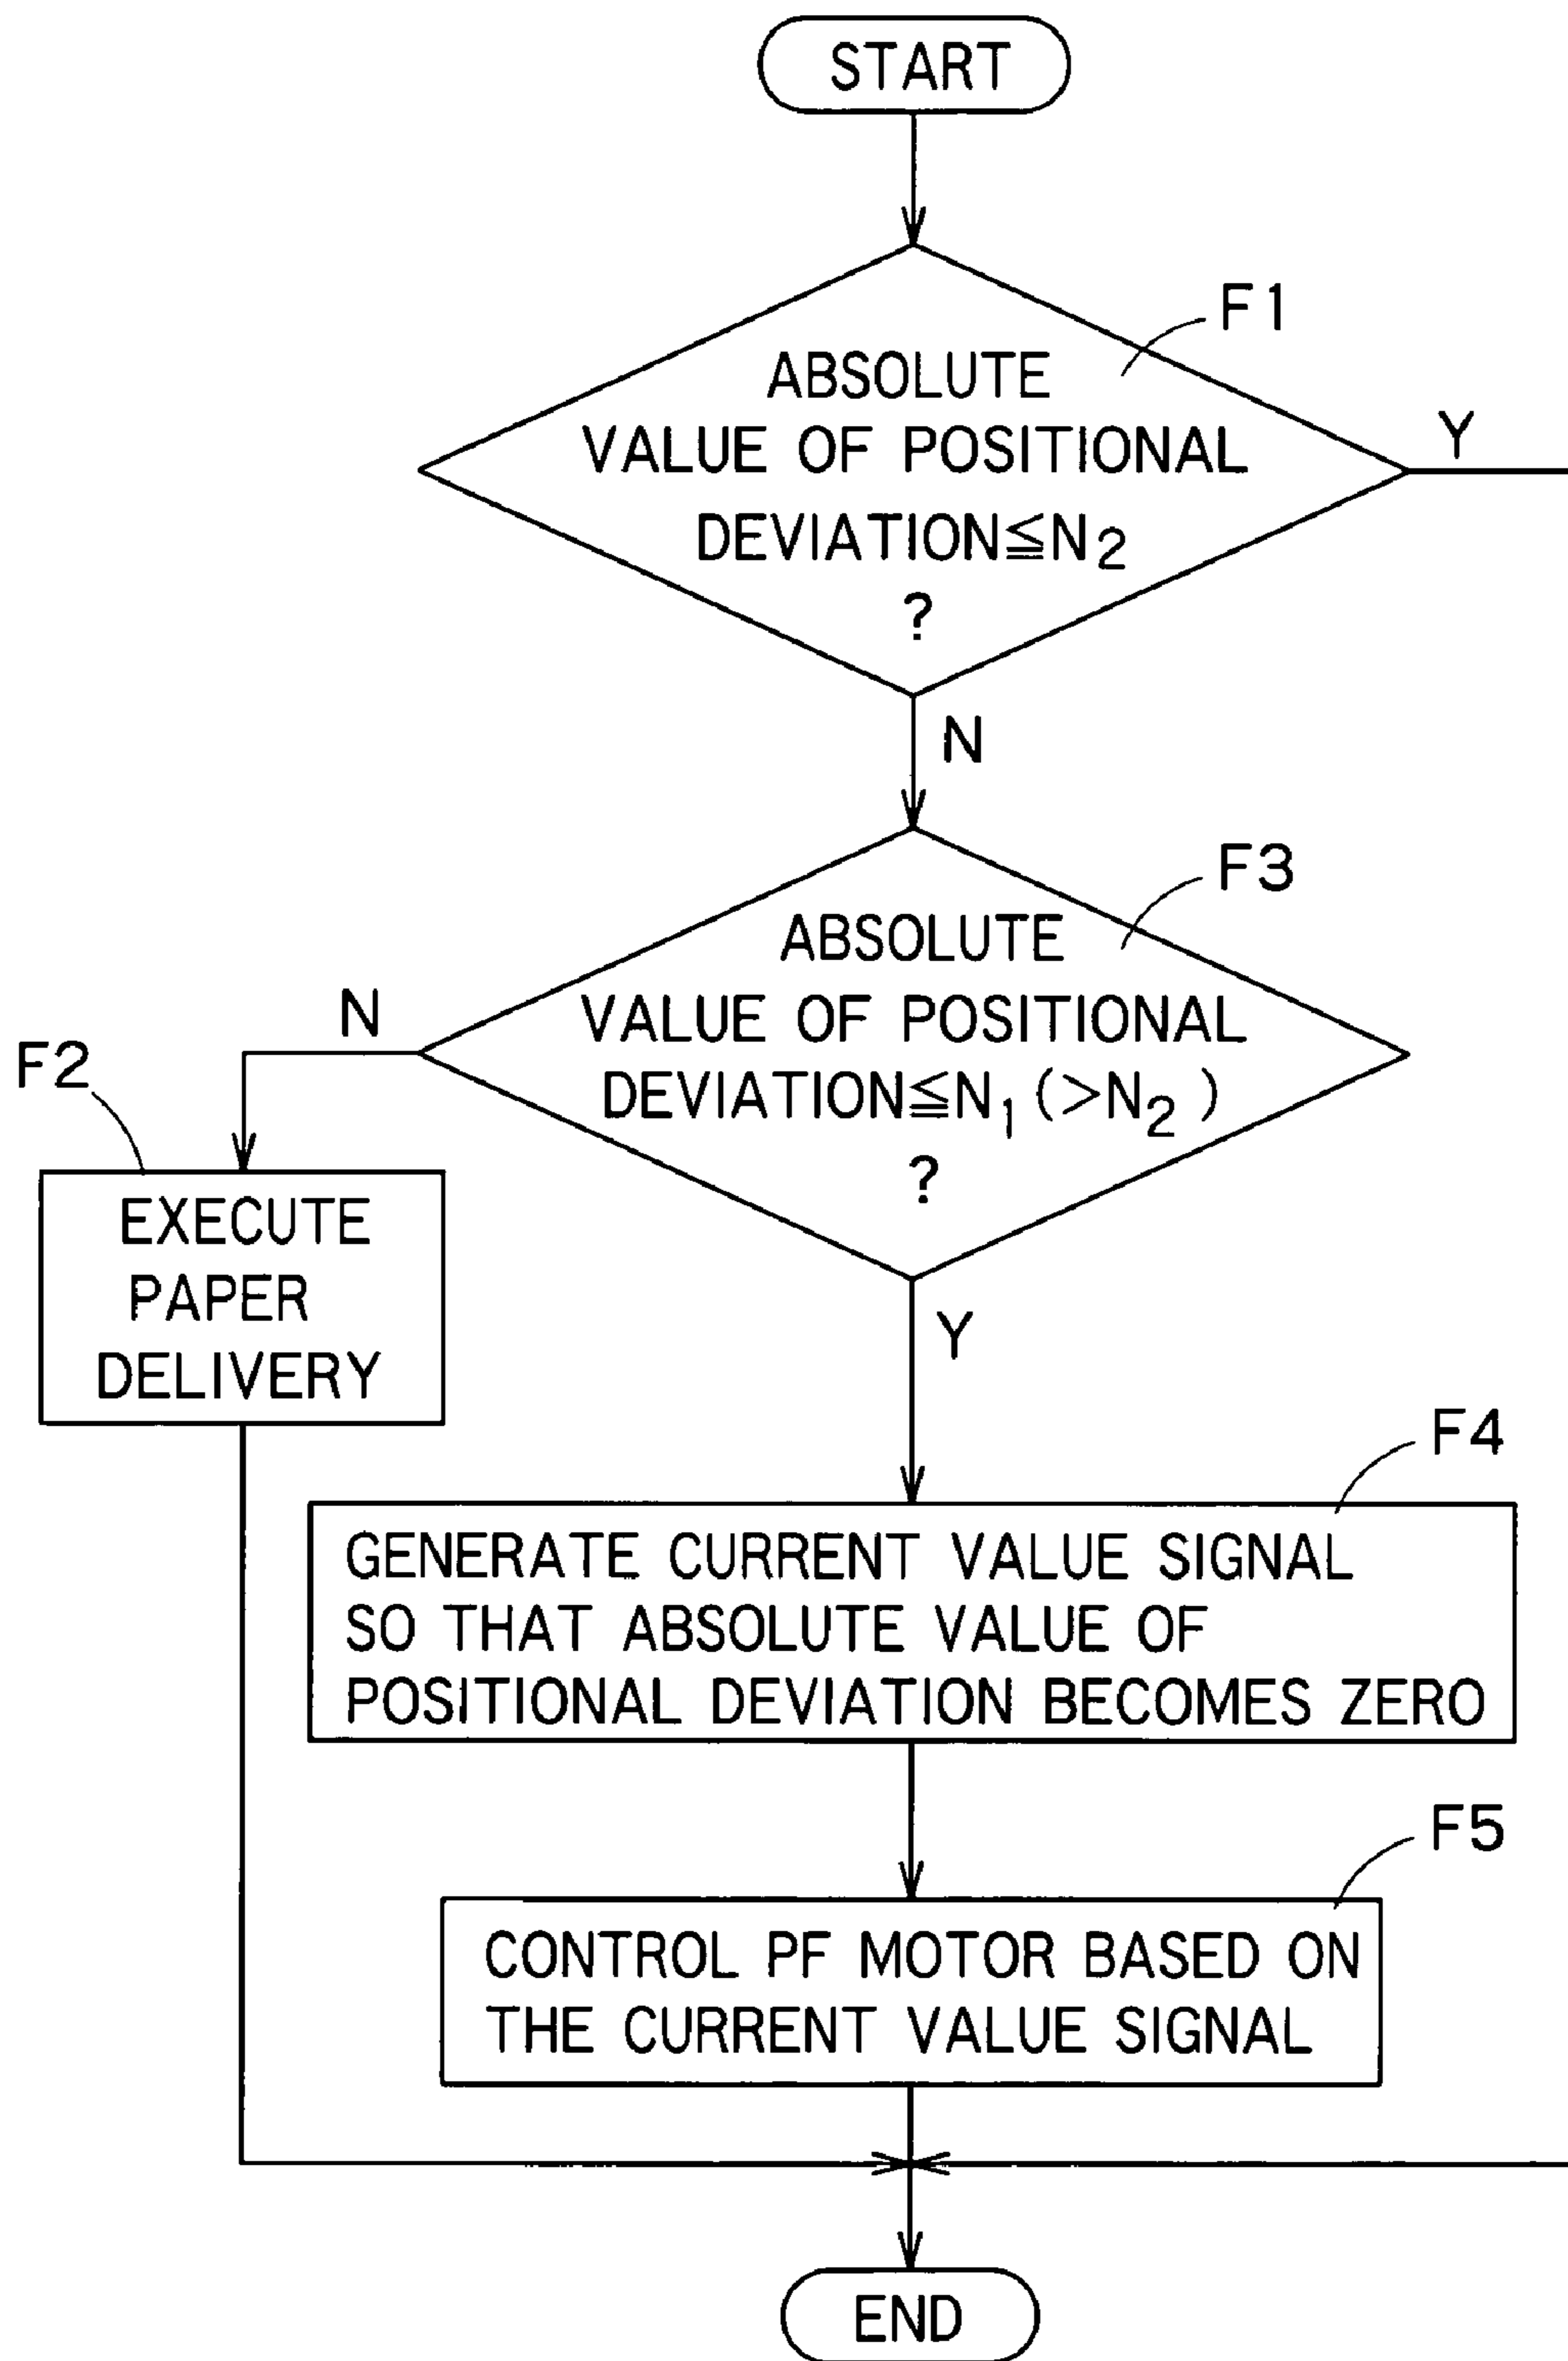 START
F1
ABSOLUTE
VALUE OF POSITIONAL
DEVIATION≦N2
?
Y
N
F3
ABSOLUTE
VALUE OF POSITIONAL
DEVIATION≦N1 (>N2)
?
N
F2
EXECUTE
PAPER
DELIVERY
Y
F4
GENERATE CURRENT VALUE SIGNAL
SO THAT ABSOLUTE VALUE OF
POSITIONAL DEVIATION BECOMES ZERO
F5
CONTROL PF MOTOR BASED ON
THE CURRENT VALUE SIGNAL
END